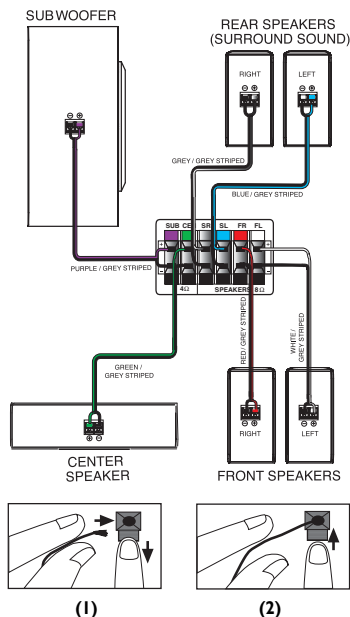 SUBWOOFER
REAR SPEAKERS
(SURROUND SOUND)
RIGHT
LEFT
GREY / GREY STRIPED
BLUE / GREY STRIPED
SUB CE SR SL FR FL
PURPLE / GREY STRIPED
4Ω SPEAKERS 8Ω
GREEN /
GREY STRIPED
RED / GREY STRIPED
WHITE /
GREY STRIPED
CENTER
SPEAKER
RIGHT
LEFT
FRONT SPEAKERS
(1)
(2)